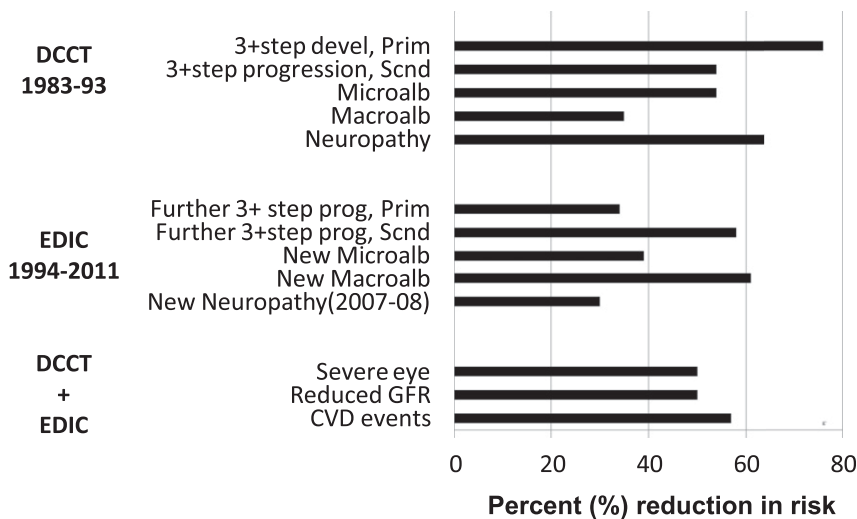 DCCT
1983-93
3+step devel, Prim
3+step progression, Scnd
Microalb
Macroalb
Neuropathy
EDIC
1994-2011
Further 3+ step prog, Prim
Further 3+step prog, Scnd
New Microalb
New Macroalb
New Neuropathy(2007-08)
DCCT
+
EDIC
Severe eye
Reduced GFR
CVD events
0 20 40 60 80
Percent (%) reduction in risk